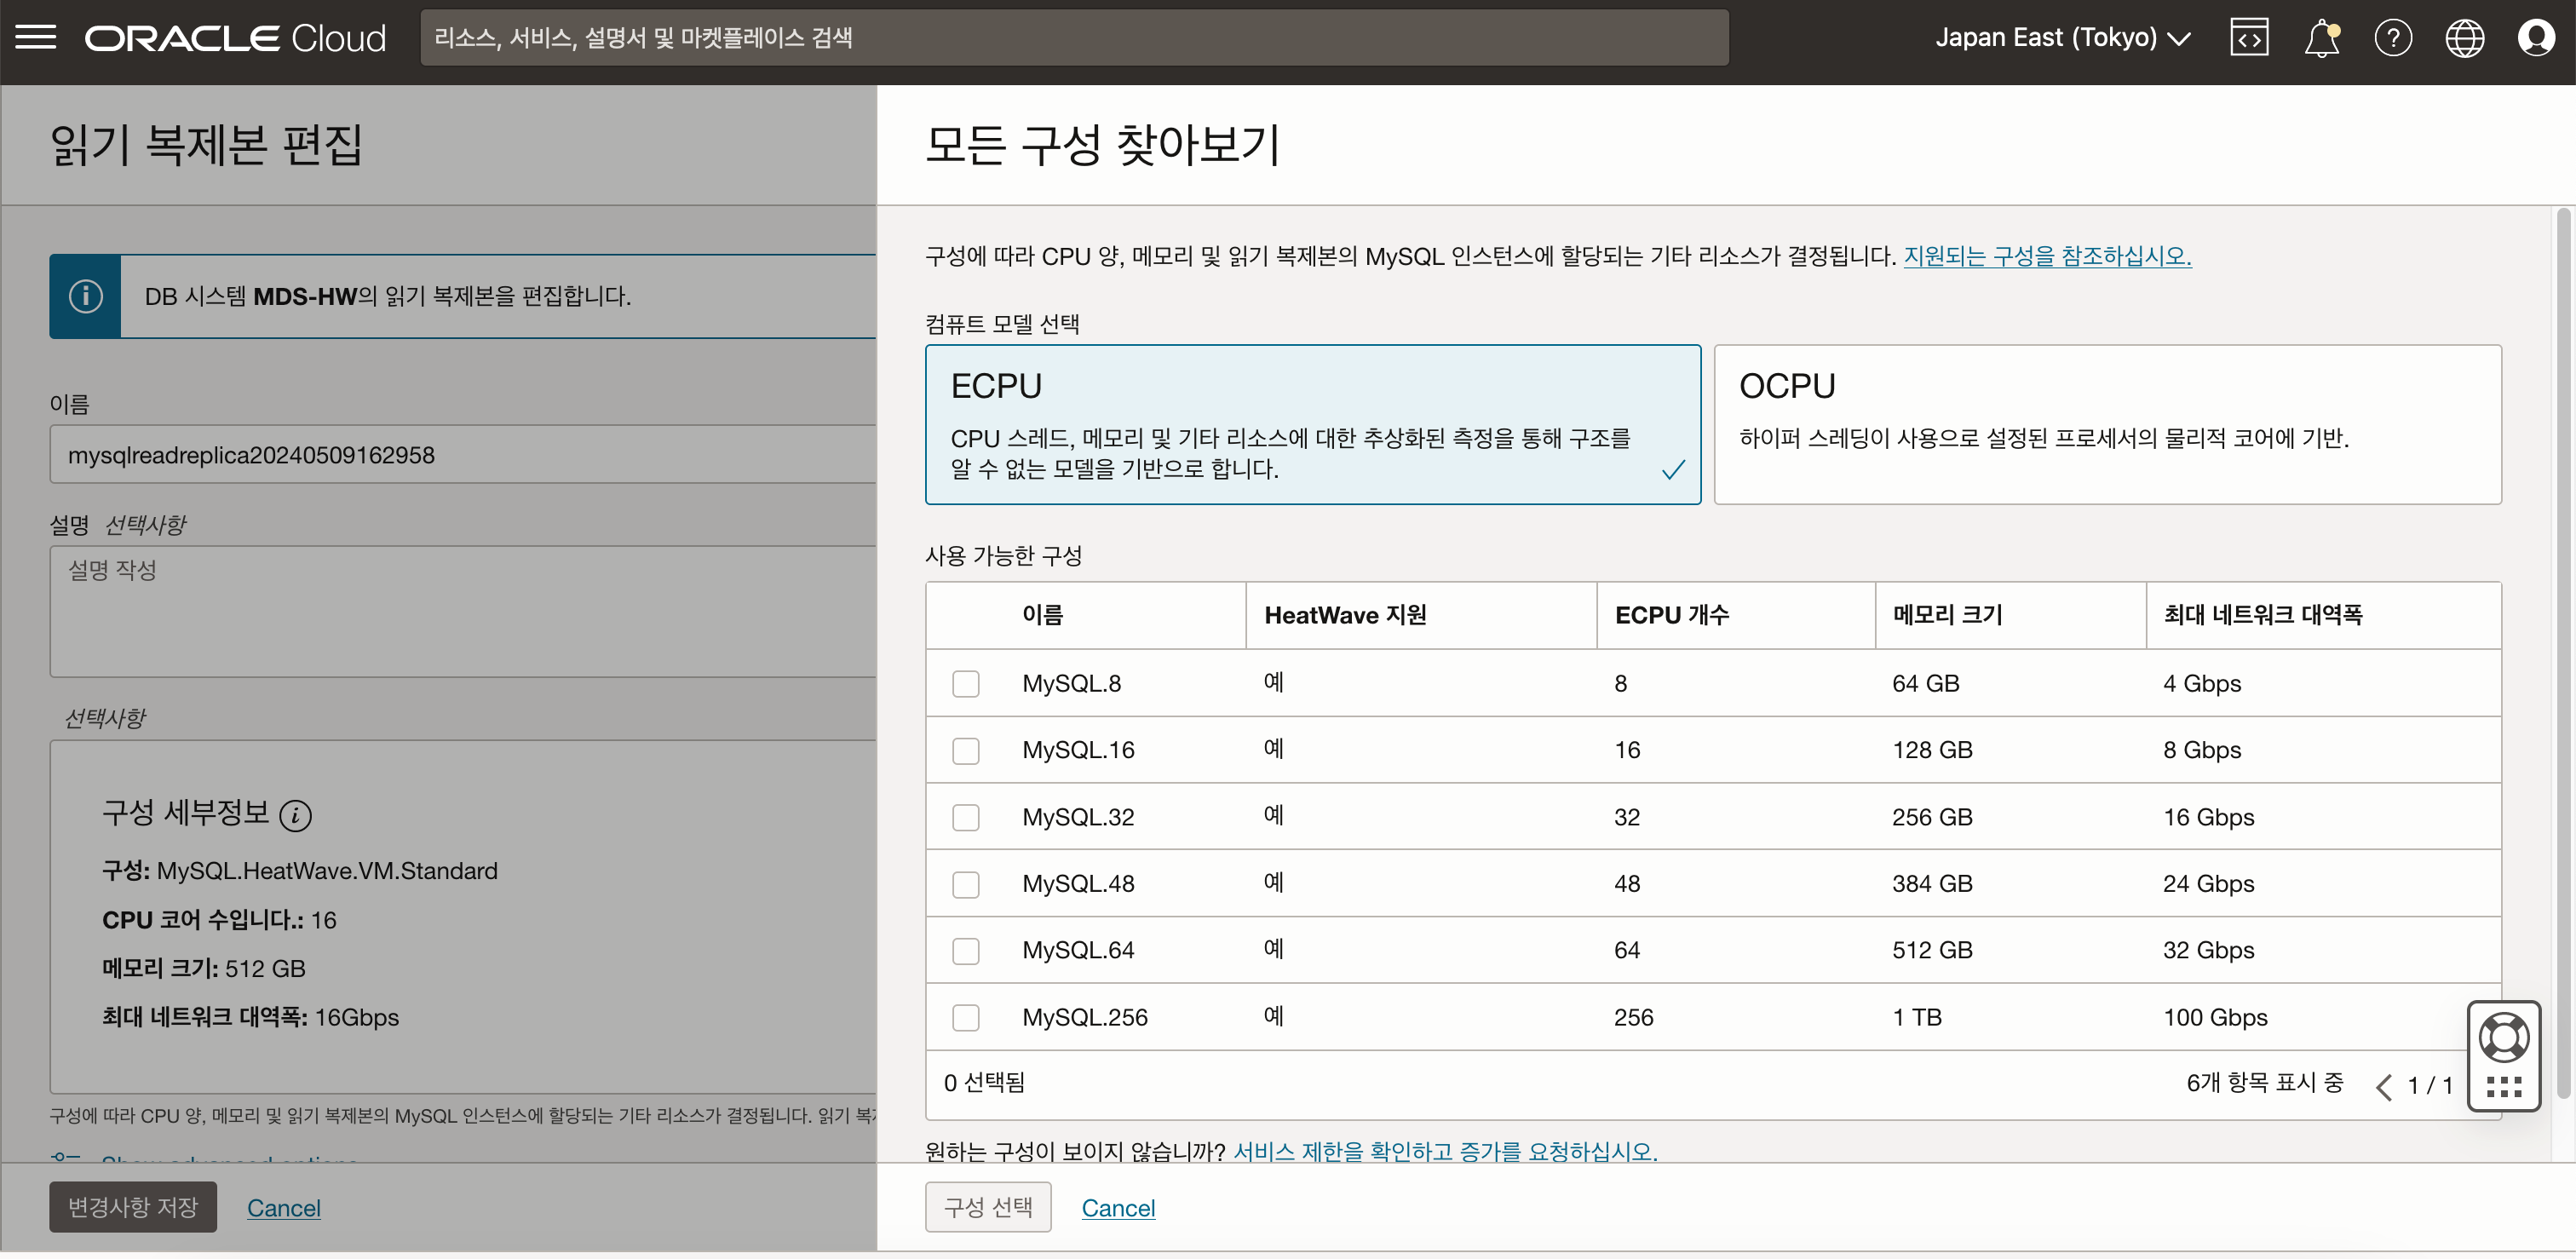 ORACLE Cloud
리소스, 서비스, 설명서 및 마켓플레이스 검색
Japan East (Tokyo)
읽기 복제본 편집
DB 시스템 MDS-HW의 읽기 복제본을 편집합니다.
이름
mysqlreadreplica20240509162958
설명 선택사항
설명 작성
선택사항
구성 세부정보
구성: MySQL.HeatWave.VM.Standard
CPU 코어 수입니다.: 16
메모리 크기: 512 GB
최대 네트워크 대역폭: 16Gbps
구성에 따라 CPU 양, 메모리 및 읽기 복제본의 MySQL 인스턴스에 할당되는 기타 리소스가 결정됩니다. 읽기
Show advanced options
변경사항 저장
Cancel
모든 구성 찾아보기
구성에 따라 CPU 양, 메모리 및 읽기 복제본의 MySQL 인스턴스에 할당되는 기타 리소스가 결정됩니다. 지원되는 구성을 참조하십시오.
컴퓨트 모델 선택
ECPU
CPU 스레드, 메모리 및 기타 리소스에 대한 추상화된 측정을 통해 구조를
알 수 없는 모델을 기반으로 합니다.
OCPU
하이퍼 스레딩이 사용으로 설정된 프로세서의 물리적 코어에 기반.
사용 가능한 구성
이름 HeatWave 지원 ECPU 개수 메모리 크기 최대 네트워크 대역폭
MySQL.8 예 8 64 GB 4 Gbps
MySQL.16 예 16 128 GB 8 Gbps
MySQL.32 예 32 256 GB 16 Gbps
MySQL.48 예 48 384 GB 24 Gbps
MySQL.64 예 64 512 GB 32 Gbps
MySQL.256 예 256 1 TB 100 Gbps
0 선택됨
6개 항목 표시 중
1 / 1
원하는 구성이 보이지 않습니까? 서비스 제한을 확인하고 증가를 요청하십시오.
구성 선택
Cancel